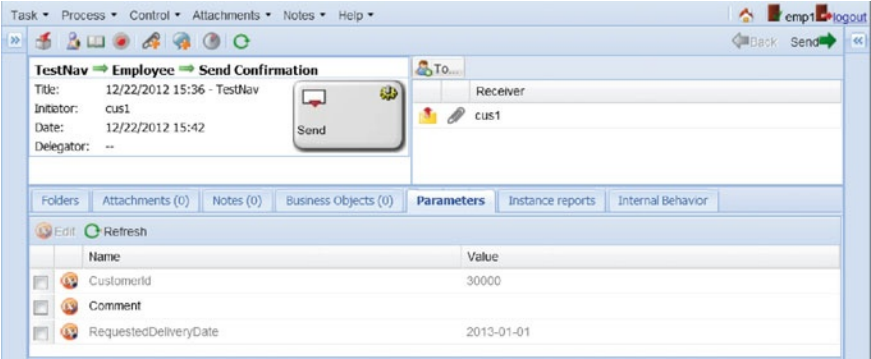 Task Process Control Attachments Notes Help emp1 logout
Back Send
TestNav Employee Send Confirmation
Title: 12/22/2012 15:36 - TestNav
Initiator: cus1
Date: 12/22/2012 15:42
Delegator: --
Send
To...
Receiver
cus1
Folders Attachments (0) Notes (0) Business Objects (0) Parameters Instance reports Internal Behavior
Edit Refresh
Name Value
CustomerId 30000
Comment
RequestedDeliveryDate 2013-01-01